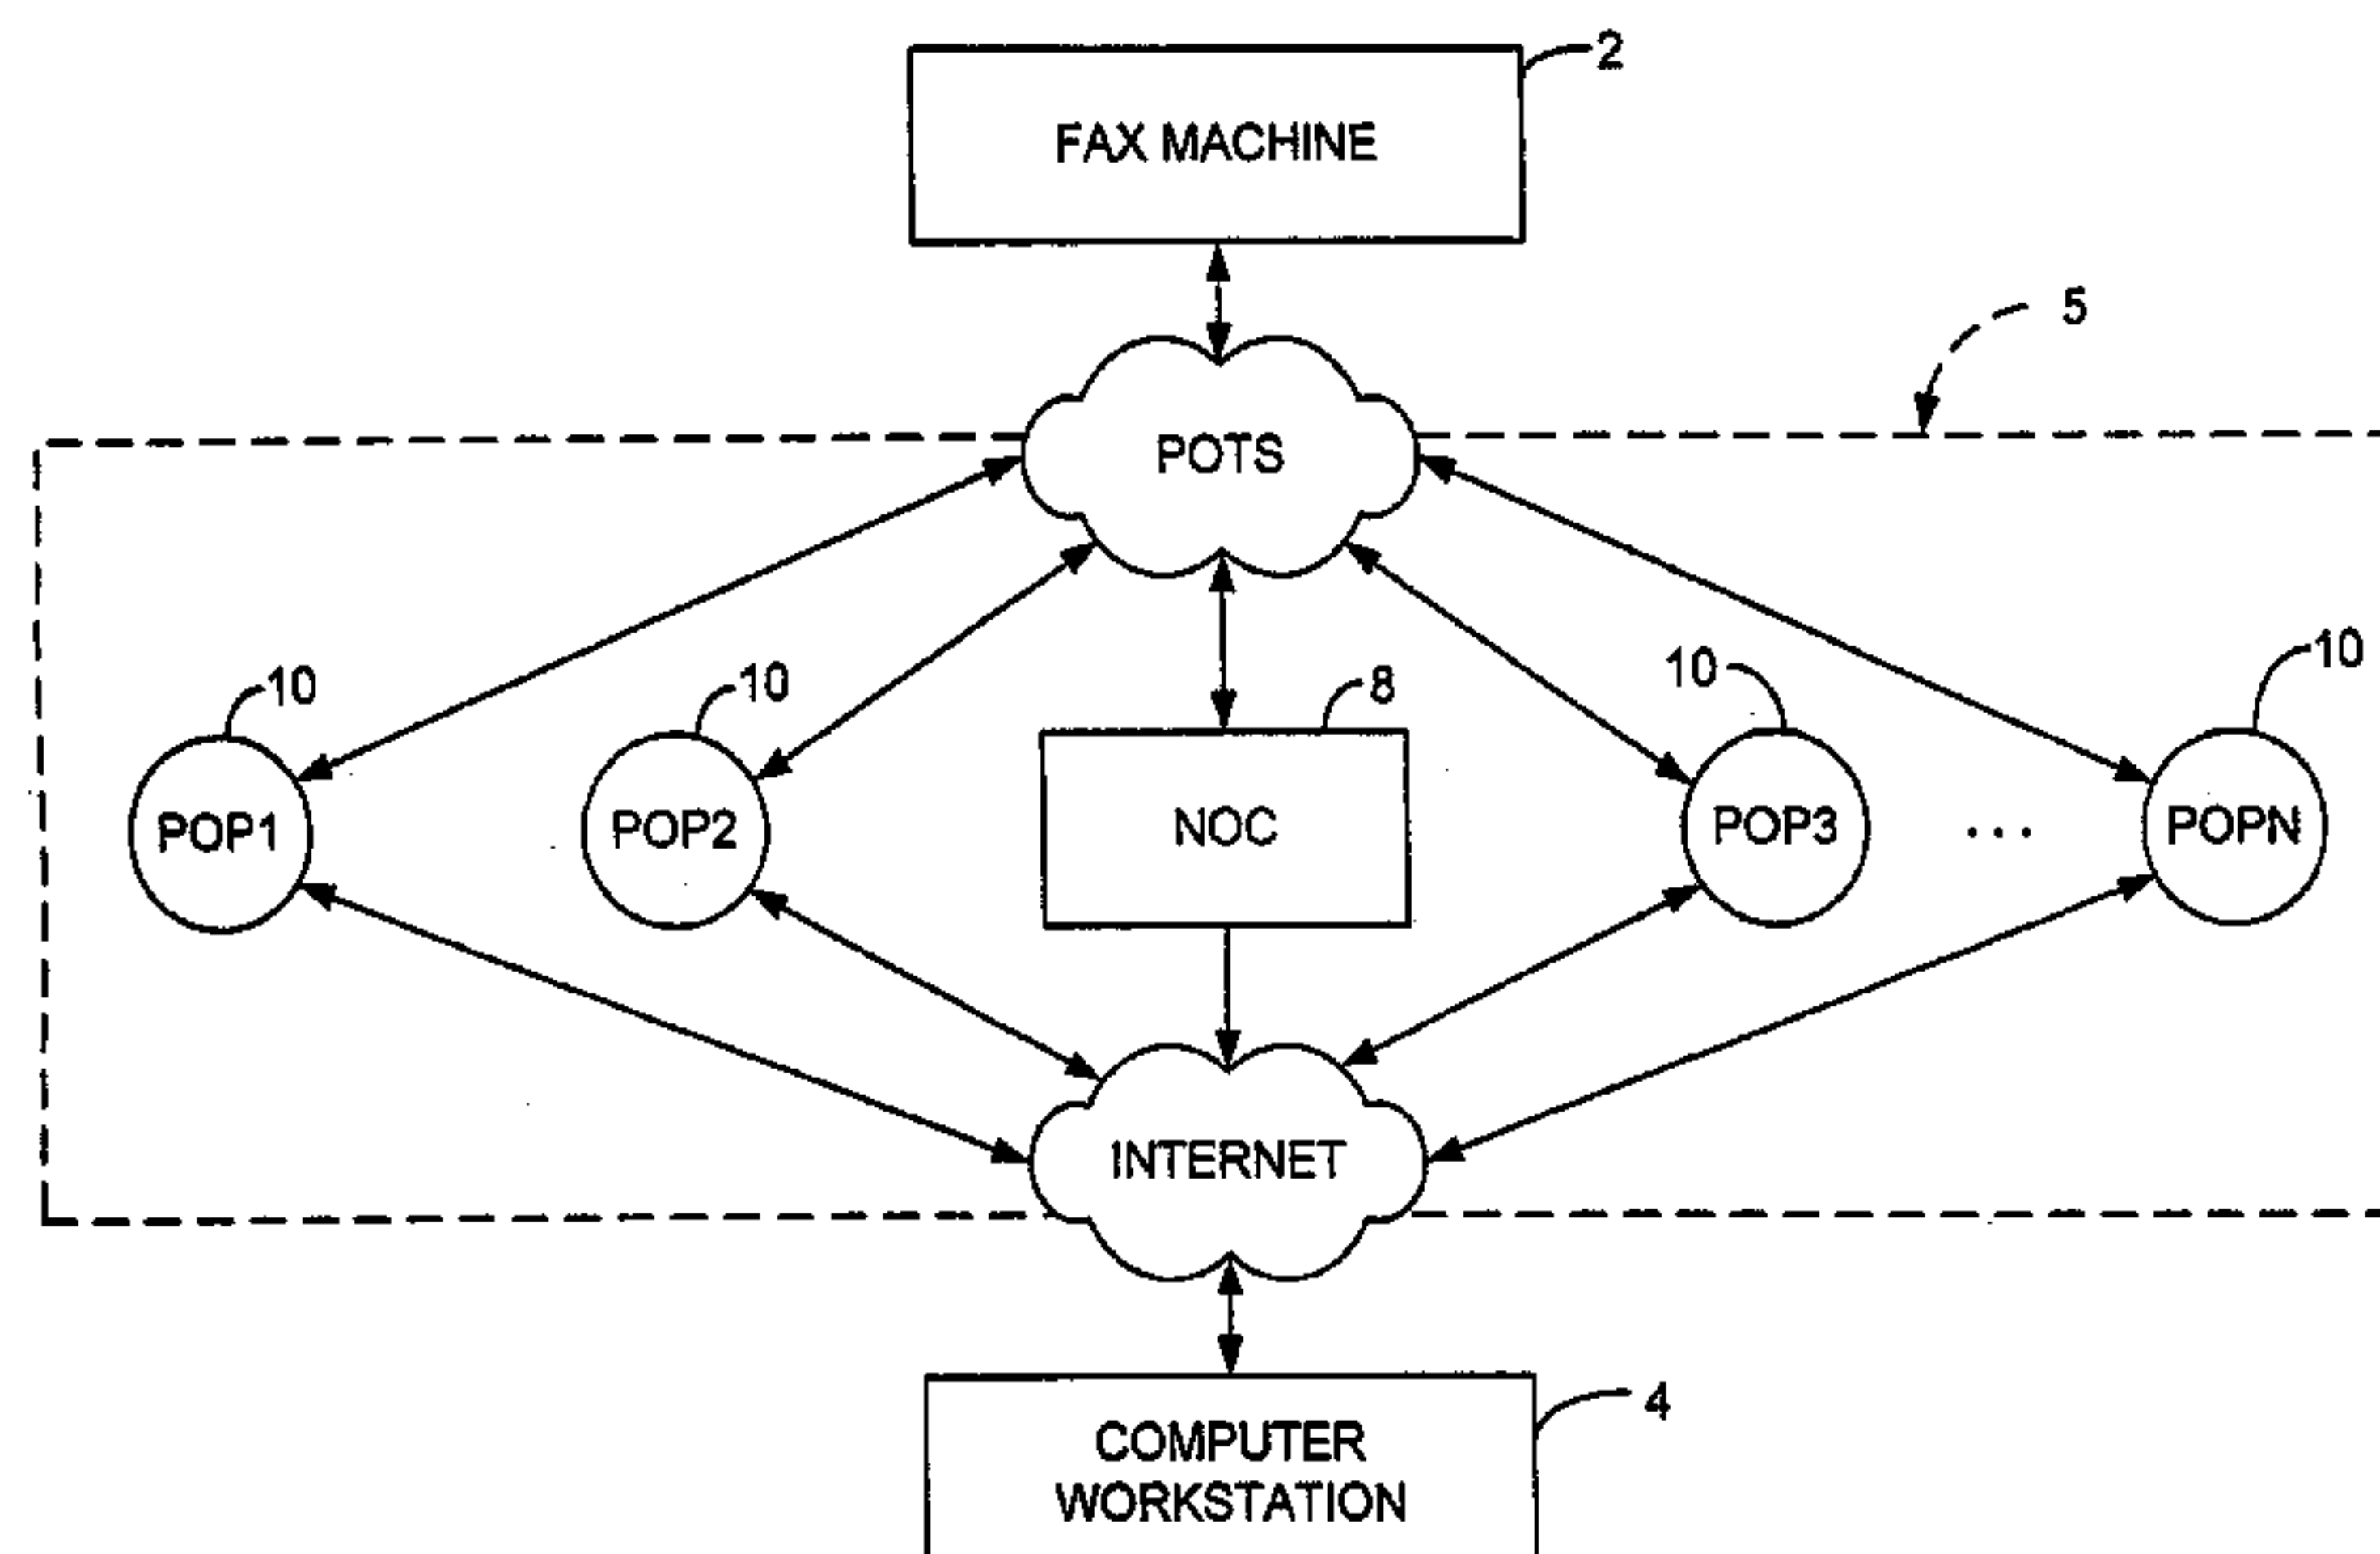 2
FAX MACHINE
5
POTS
10
10
8
10
10
POP1
POP2
NOC
POP3
...
POPN
INTERNET
4
COMPUTER
WORKSTATION